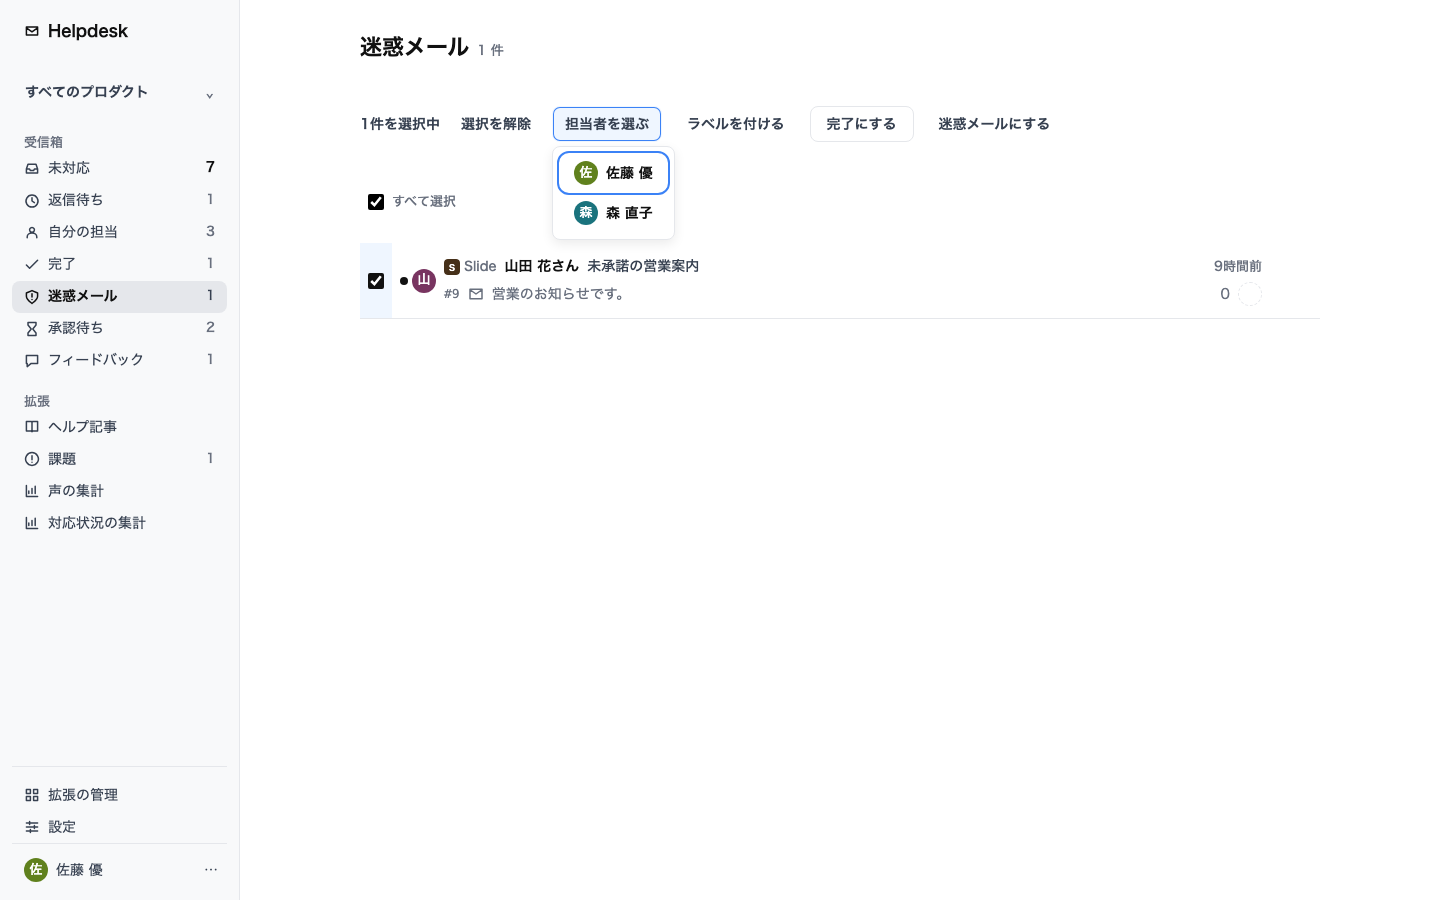 Helpdesk
すべてのプロダクト
受信箱
未対応 7
返信待ち 1
自分の担当 3
完了 1
迷惑メール 1
承認待ち 2
フィードバック 1
拡張
ヘルプ記事
課題 1
声の集計
対応状況の集計
拡張の管理
設定
佐 佐藤 優 …
迷惑メール 1 件
1件を選択中 選択を解除 担当者を選ぶ ラベルを付ける 完了にする 迷惑メールにする
佐 佐藤 優
森 森 直子
すべて選択
山 S Slide 山田 花さん 未承諾の営業案内 9時間前
#9 営業のお知らせです。 0